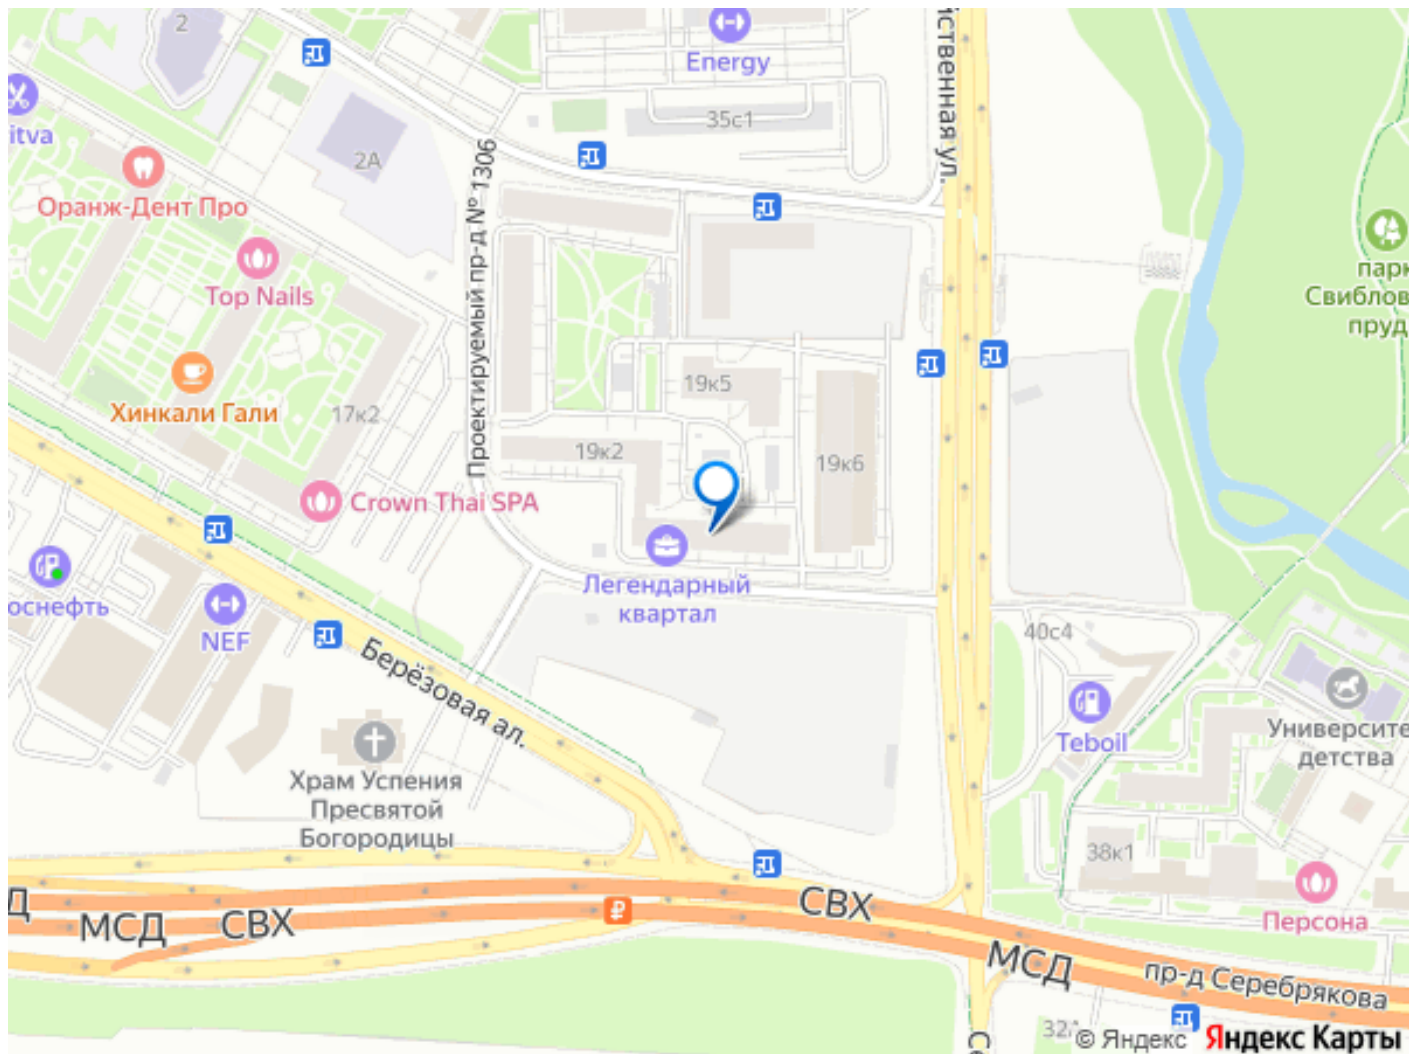 2
Energy
йственная ул.
itva
35с1
2А
Оранж-Дент Про
Проектируемый пр-д № 1306
Top Nails
парк
Свиблов
пруд
Хинкали Гали
17к2
19к5
19к2
19к6
Crown Thai SPA
Легендарный
квартал
оснефть
NEF
Берёзовая ал.
40с4
Teboil
Университе
детства
Храм Успения
Пресвятой
Богородицы
38к1
Персона
Д
МСД
СВХ
СВХ
МСД
пр-д Серебрякова
Се
© Яндекс
Яндекс Карты